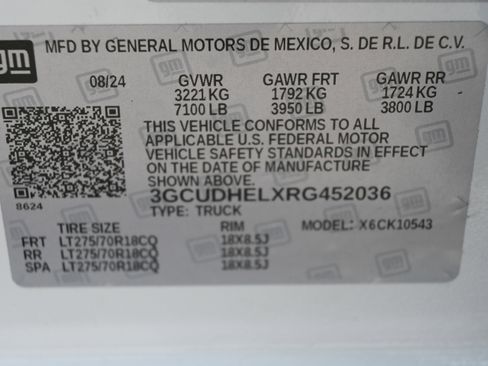 gm
MFD BY GENERAL MOTORS DE MEXICO, S. DE R.L. DE C.V.
08/24 GVWR GAWR FRT GAWR RR
3221 KG 1792 KG 1724 KG
7100 LB 3950 LB 3800 LB
THIS VEHICLE CONFORMS TO ALL
APPLICABLE U.S. FEDERAL MOTOR
VEHICLE SAFETY STANDARDS IN EFFECT
ON THE DATE OF MANUFACTURE
SHOWN ABOVE.
8624
3GCUDHELXRG452036
TYPE: TRUCK MODEL: X6CK10543
TIRE SIZE RIM
FRT LT275/70R18CQ 18X8.5J
RR LT275/70R18CQ 18X8.5J
SPA LT275/70R18CQ 18X8.5J